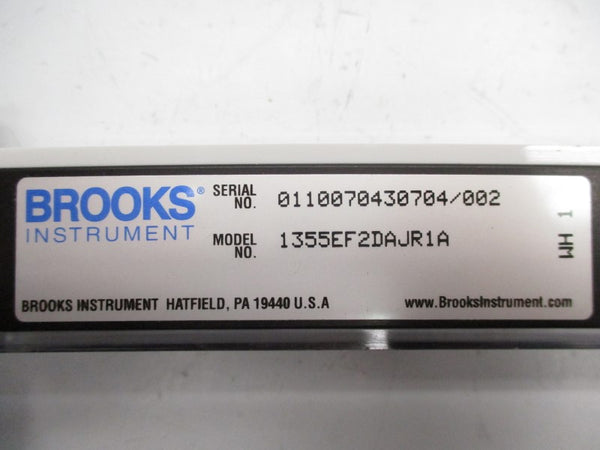 BROOKS®
INSTRUMENT
SERIAL NO. 0110070430704/002
MODEL NO. 1355EF2DAJR1A
WH 1
BROOKS INSTRUMENT HATFIELD, PA 19440 U.S.A
www.BrooksInstrument.com